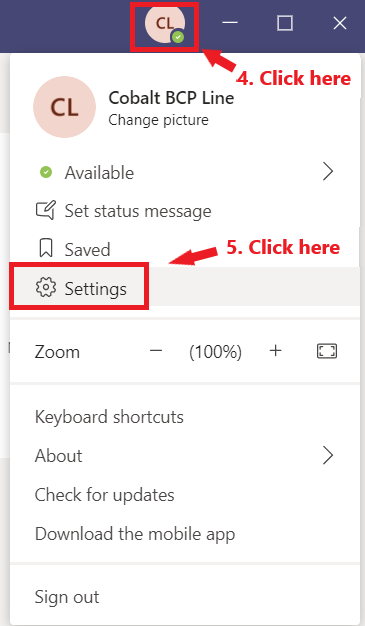 CL
4. Click here
CL
Cobalt BCP Line
Change picture
Available
Set status message
Saved
5. Click here
Settings
Zoom — (100%) +
Keyboard shortcuts
About
Check for updates
Download the mobile app
Sign out